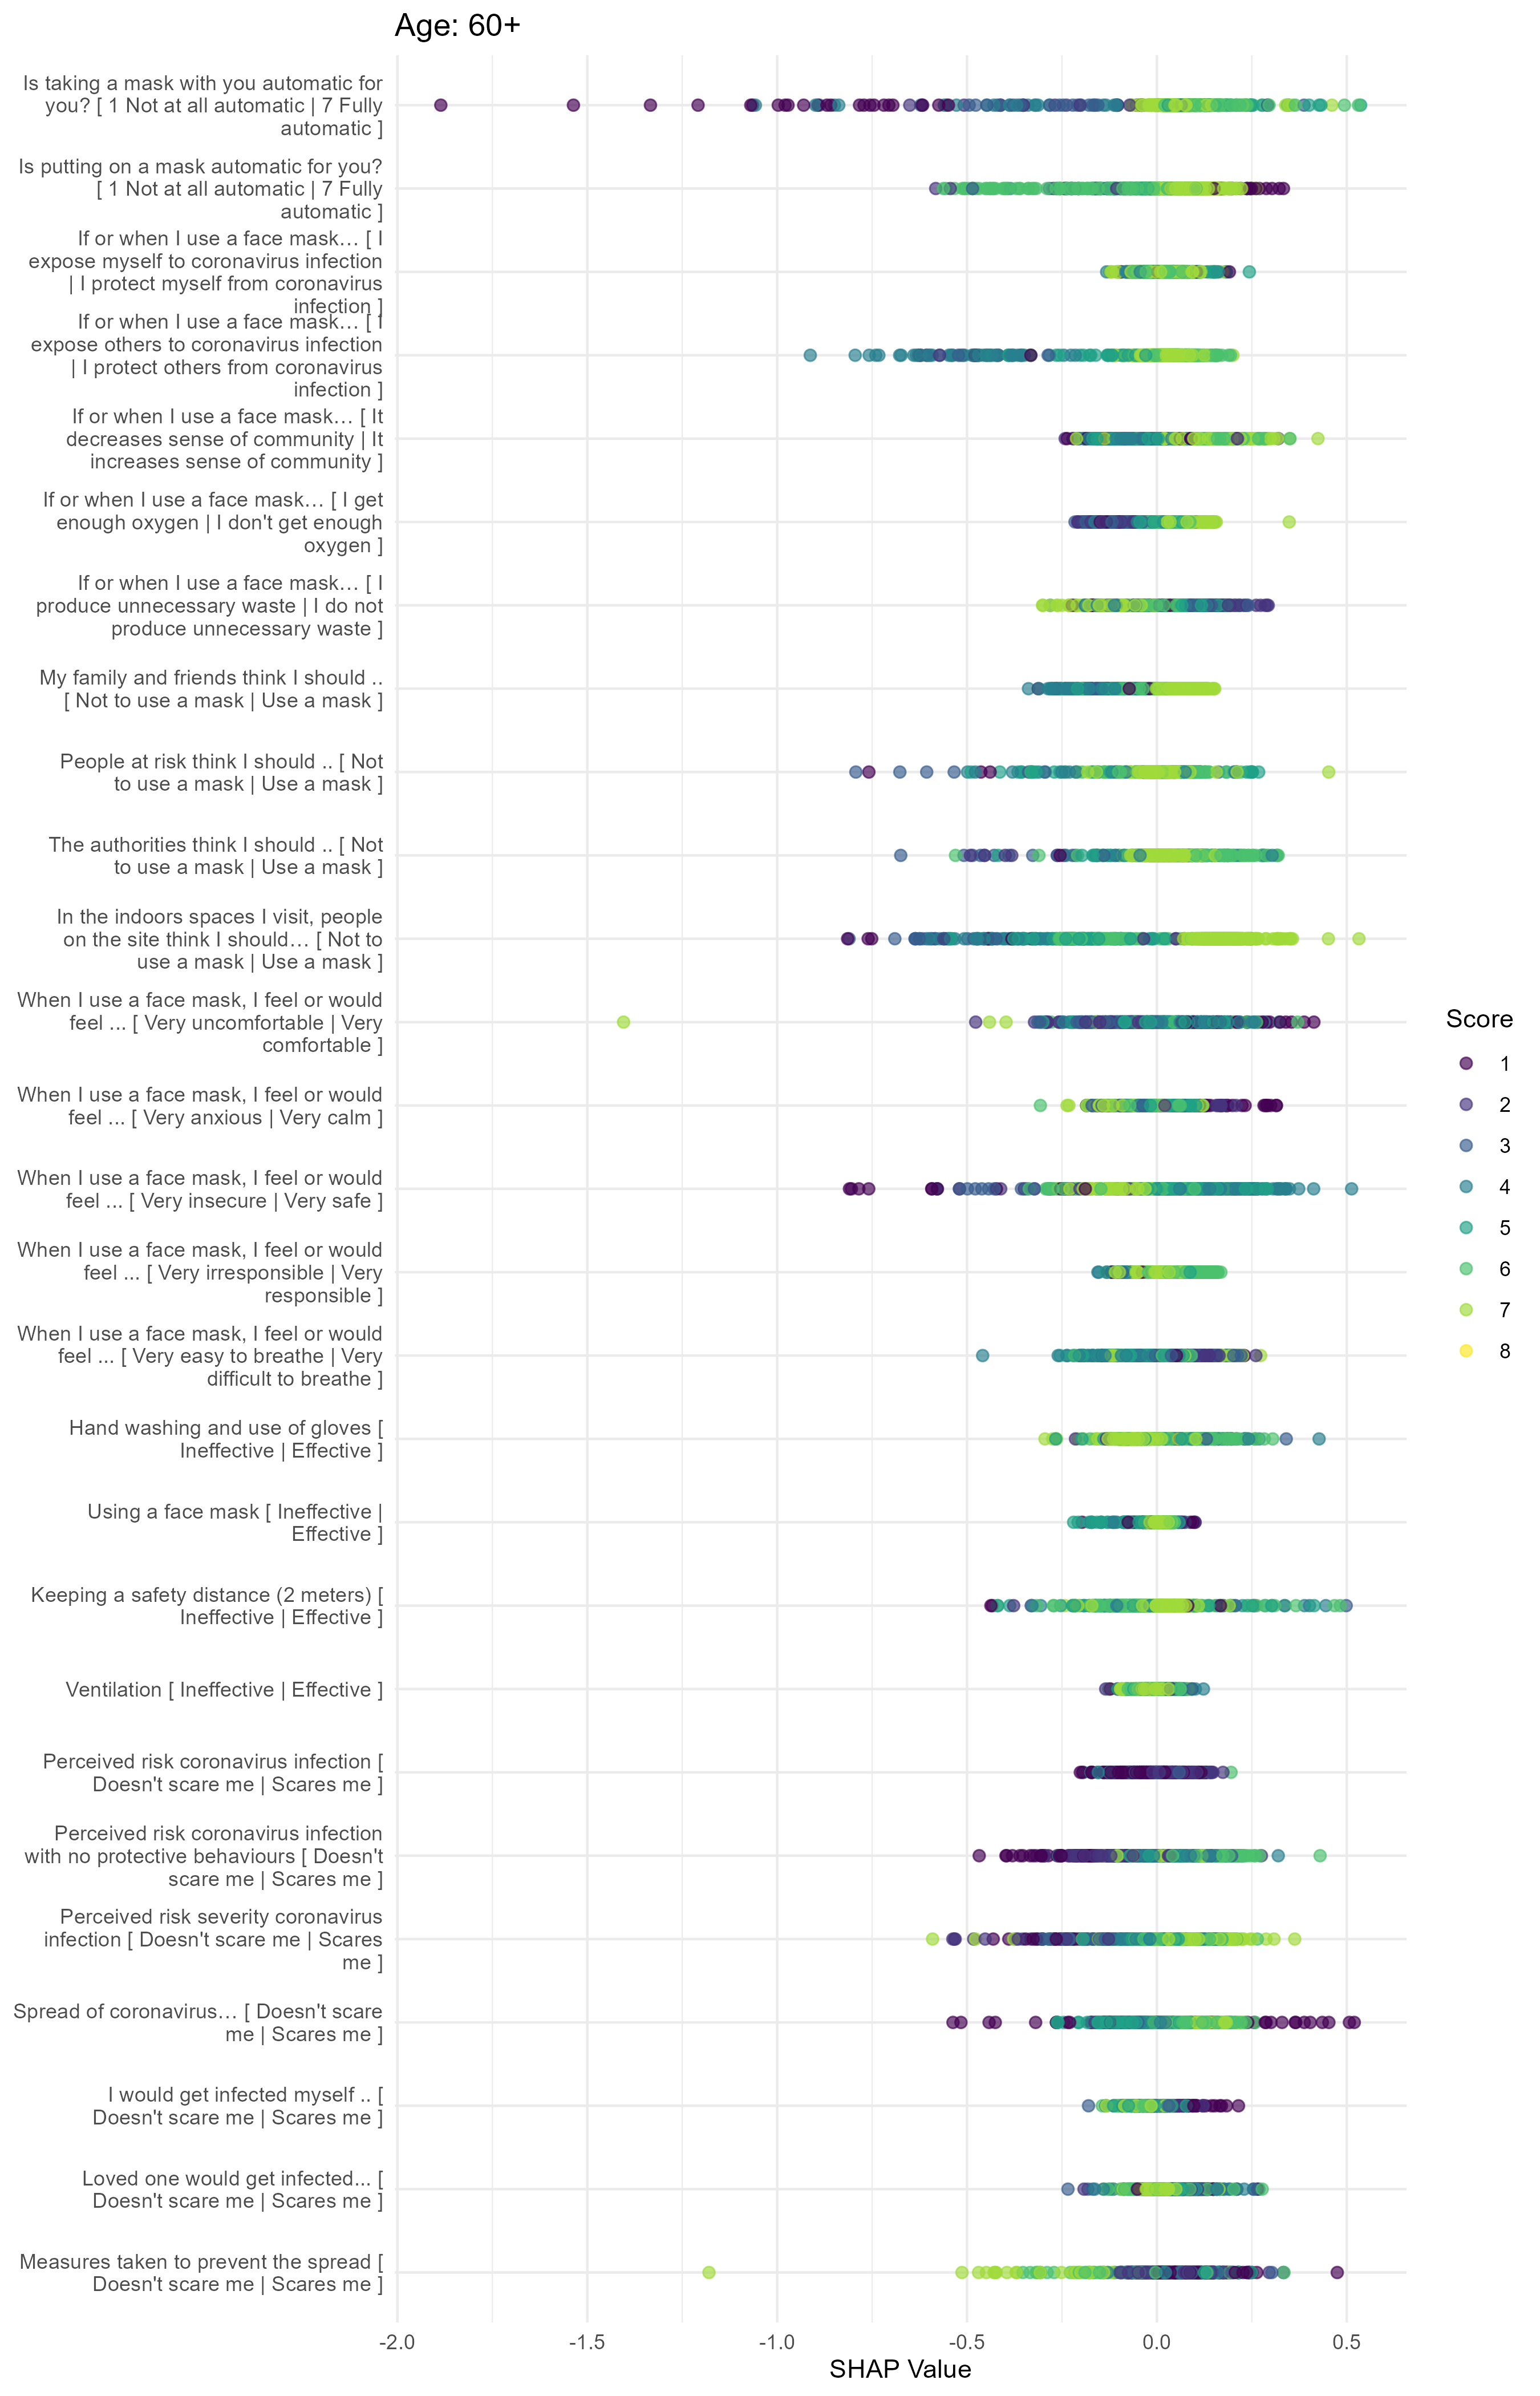 Age: 60+
Is taking a mask with you automatic for
you? [ 1 Not at all automatic | 7 Fully
automatic ]
Is putting on a mask automatic for you?
[ 1 Not at all automatic | 7 Fully
automatic ]
If or when I use a face mask… [ I
expose myself to coronavirus infection
| I protect myself from coronavirus
infection ]
If or when I use a face mask… [ I
expose others to coronavirus infection
| I protect others from coronavirus
infection ]
If or when I use a face mask… [ It
decreases sense of community | It
increases sense of community ]
If or when I use a face mask… [ I get
enough oxygen | I don't get enough
oxygen ]
If or when I use a face mask… [ I
produce unnecessary waste | I do not
produce unnecessary waste ]
My family and friends think I should ..
[ Not to use a mask | Use a mask ]
People at risk think I should .. [ Not
to use a mask | Use a mask ]
The authorities think I should .. [ Not
to use a mask | Use a mask ]
In the indoors spaces I visit, people
on the site think I should… [ Not to
use a mask | Use a mask ]
When I use a face mask, I feel or would
feel ... [ Very uncomfortable | Very
comfortable ]
When I use a face mask, I feel or would
feel ... [ Very anxious | Very calm ]
When I use a face mask, I feel or would
feel ... [ Very insecure | Very safe ]
When I use a face mask, I feel or would
feel ... [ Very irresponsible | Very
responsible ]
When I use a face mask, I feel or would
feel ... [ Very easy to breathe | Very
difficult to breathe ]
Hand washing and use of gloves [
Ineffective | Effective ]
Using a face mask [ Ineffective |
Effective ]
Keeping a safety distance (2 meters) [
Ineffective | Effective ]
Ventilation [ Ineffective | Effective ]
Perceived risk coronavirus infection [
Doesn't scare me | Scares me ]
Perceived risk coronavirus infection
with no protective behaviours [ Doesn't
scare me | Scares me ]
Perceived risk severity coronavirus
infection [ Doesn't scare me | Scares
me ]
Spread of coronavirus… [ Doesn't scare
me | Scares me ]
I would get infected myself .. [
Doesn't scare me | Scares me ]
Loved one would get infected... [
Doesn't scare me | Scares me ]
Measures taken to prevent the spread [
Doesn't scare me | Scares me ]
-2.0
-1.5
-1.0
-0.5
0.0
0.5
SHAP Value
Score
1
2
3
4
5
6
7
8